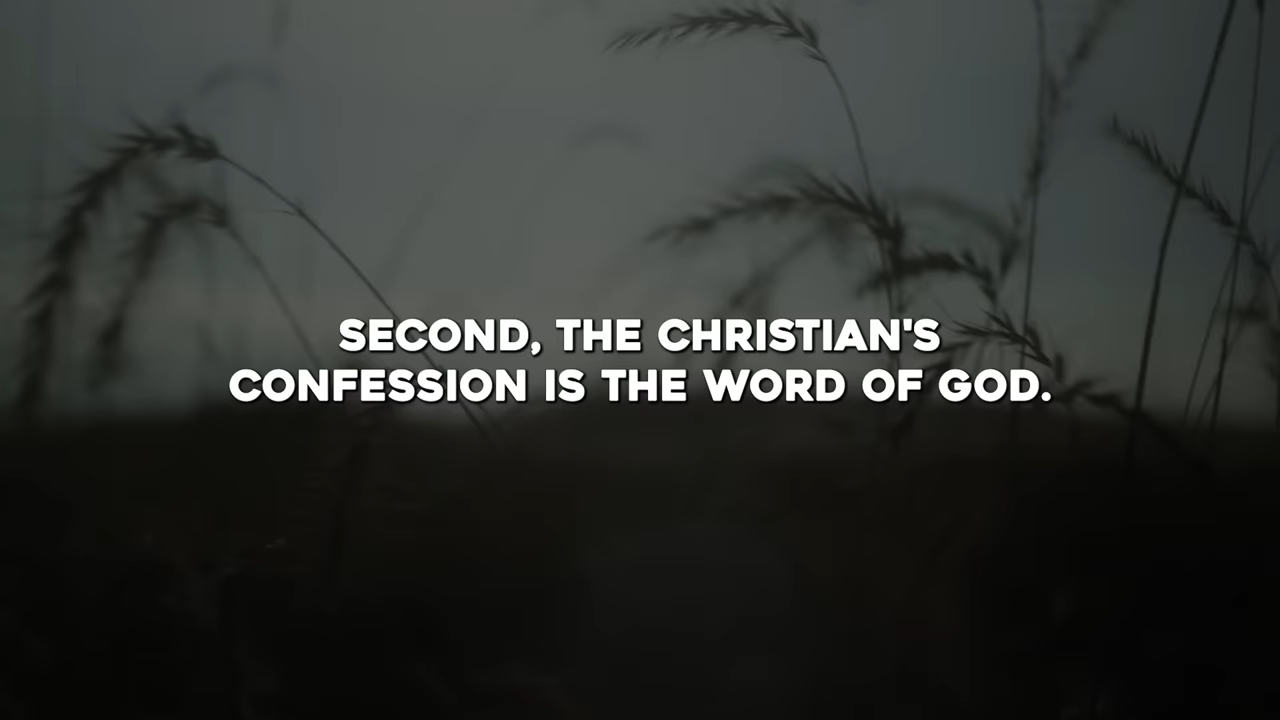 SECOND, THE CHRISTIAN'S
CONFESSION IS THE WORD OF GOD.